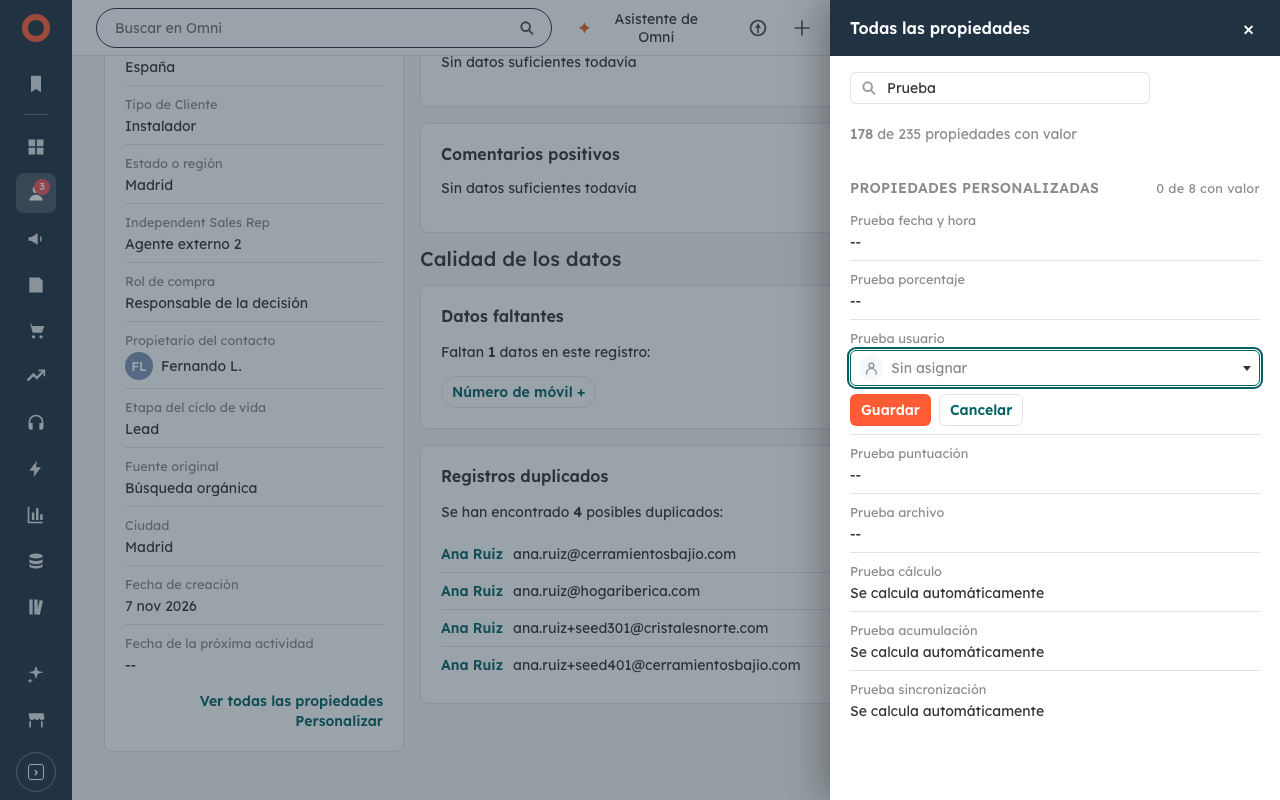 Buscar en Omni
Asistente de
Omni
3
España
Tipo de Cliente
Instalador
Estado o región
Madrid
Independent Sales Rep
Agente externo 2
Rol de compra
Responsable de la decisión
Propietario del contacto
FL Fernando L.
Etapa del ciclo de vida
Lead
Fuente original
Búsqueda orgánica
Ciudad
Madrid
Fecha de creación
7 nov 2026
Fecha de la próxima actividad
--
Ver todas las propiedades
Personalizar
Sin datos suficientes todavía
Comentarios positivos
Sin datos suficientes todavía
Calidad de los datos
Datos faltantes
Faltan 1 datos en este registro:
Número de móvil +
Registros duplicados
Se han encontrado 4 posibles duplicados:
Ana Ruiz ana.ruiz@cerramientosbajio.com
Ana Ruiz ana.ruiz@hogariberica.com
Ana Ruiz ana.ruiz+seed301@cristalesnorte.com
Ana Ruiz ana.ruiz+seed401@cerramientosbajio.com
Todas las propiedades
Prueba
178 de 235 propiedades con valor
PROPIEDADES PERSONALIZADAS 0 de 8 con valor
Prueba fecha y hora
--
Prueba porcentaje
--
Prueba usuario
Sin asignar
Guardar Cancelar
Prueba puntuación
--
Prueba archivo
--
Prueba cálculo
Se calcula automáticamente
Prueba acumulación
Se calcula automáticamente
Prueba sincronización
Se calcula automáticamente